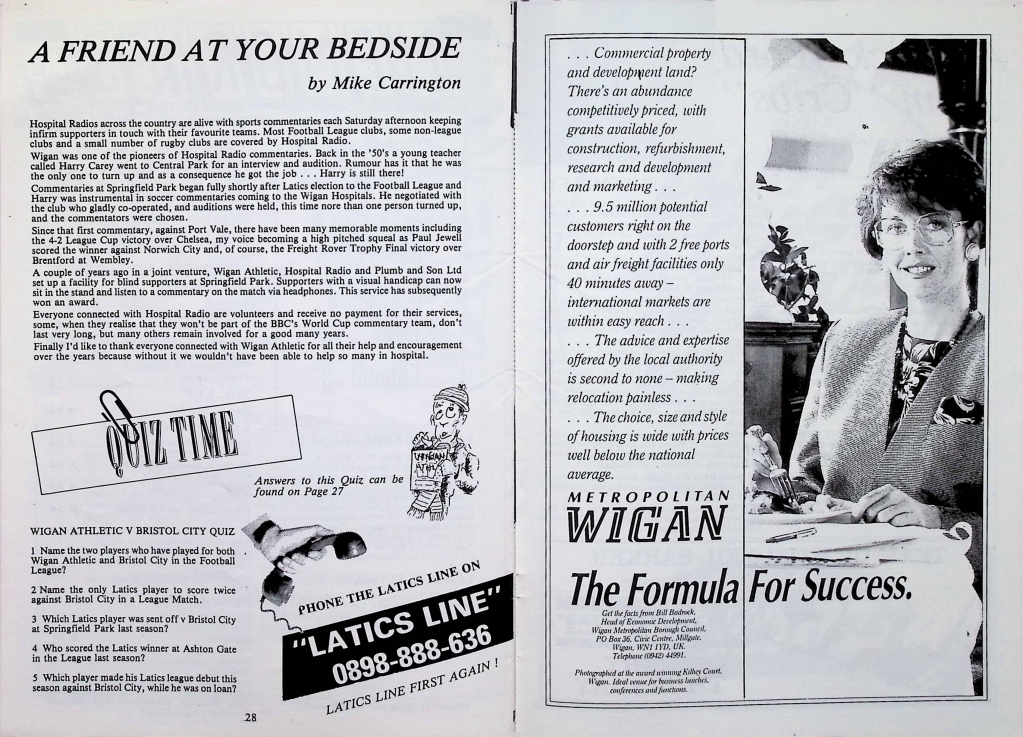 A FRIEND AT YOUR BEDSIDE
by Mike Carrington
Hospital Radios across the country are alive with sports commentaries each Saturday afternoon keeping
infirm supporters in touch with their favourite teams. Most Football League clubs, some non-league
clubs and a small number of rugby clubs are covered by Hospital Radio.
Wigan was one of the pioneers of Hospital Radio commentaries. Back in the '50's a young teacher
called Harry Carey went to Central Park for an interview and audition. Rumour has it that he was
the only one to turn up and as a consequence he got the job . . . Harry is still there!
Commentaries at Springfield Park began fully shortly after Latics election to the Football League and
Harry was instrumental in soccer commentaries coming to the Wigan Hospitals. He negotiated with
the club who gladly co-operated, and auditions were held, this time nore than one person turned up,
and the commentators were chosen.
Since that first commentary, against Port Vale, there have been many memorable moments including
the 4-2 League Cup victory over Chelsea, my voice becoming a high pitched squeal as Paul Jewell
scored the winner against Norwich City and, of course, the Freight Rover Trophy Final victory over
Brentford at Wembley.
A couple of years ago in a joint venture, Wigan Athletic, Hospital Radio and Plumb and Son Ltd
set up a facility for blind supporters at Springfield Park. Supporters with a visual handicap can now
sit in the stand and listen to a commentary on the match via headphones. This service has subsequently
won an award.
Everyone connected with Hospital Radio are volunteers and receive no payment for their services,
some, when they realise that they won't be part of the BBC's World Cup commentary team, don't
last very long, but many others remain involved for a good many years.
Finally I'd like to thank everyone connected with Wigan Athletic for all their help and encouragement
over the years because without it we wouldn't have been able to help so many in hospital.
QUIZ TIME
WIGAN
ATH
Answers to this Quiz can be
found on Page 27
WIGAN ATHLETIC V BRISTOL CITY QUIZ
1 Name the two players who have played for both
Wigan Athletic and Bristol City in the Football
League?
2 Name the only Latics player to score twice
against Bristol City in a League Match.
3 Which Latics player was sent off v Bristol City
at Springfield Park last season?
4 Who scored the Latics winner at Ashton Gate
in the League last season?
5 Which player made his Latics league debut this
season against Bristol City, while he was on loan?
PHONE THE LATICS LINE ON
"LATICS LINE"
0898-888-636
LATICS LINE FIRST AGAIN !
28
. . . Commercial property
and development land?
There's an abundance
competitively priced, with
grants available for
construction, refurbishment,
research and development
and marketing . . .
. . . 9.5 million potential
customers right on the
doorstep and with 2 free ports
and air freight facilities only
40 minutes away –
international markets are
within easy reach . . .
. . . The advice and expertise
offered by the local authority
is second to none – making
relocation painless . . .
. . . The choice, size and style
of housing is wide with prices
well below the national
average.
METROPOLITAN
WIGAN
The Formula For Success.
Get the facts from Bill Badrock,
Head of Economic Development,
Wigan Metropolitan Borough Council,
PO Box 36, Civic Centre, Millgate,
Wigan, WN1 1YD, UK.
Telephone (0942) 44991.
Photographed at the award winning Kilhey Court,
Wigan. Ideal venue for business lunches,
conferences and functions.